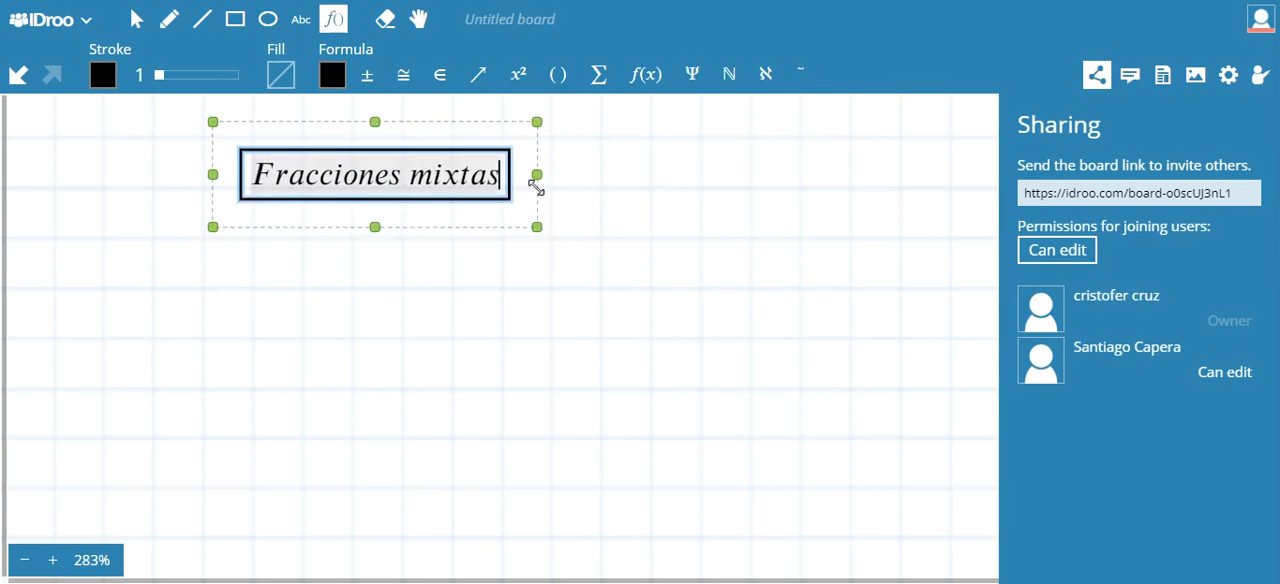 IDroo
Abc
f()
Untitled board
Stroke
Fill
Formula
1
± ≅ ∈ x² ( ) ∑ f(x) Ψ ℕ ℵ ~
Fracciones mixtas
Sharing
Send the board link to invite others.
https://idroo.com/board-o0scUJ3nL1
Permissions for joining users:
Can edit
cristofer cruz
Owner
Santiago Capera
Can edit
− + 283%